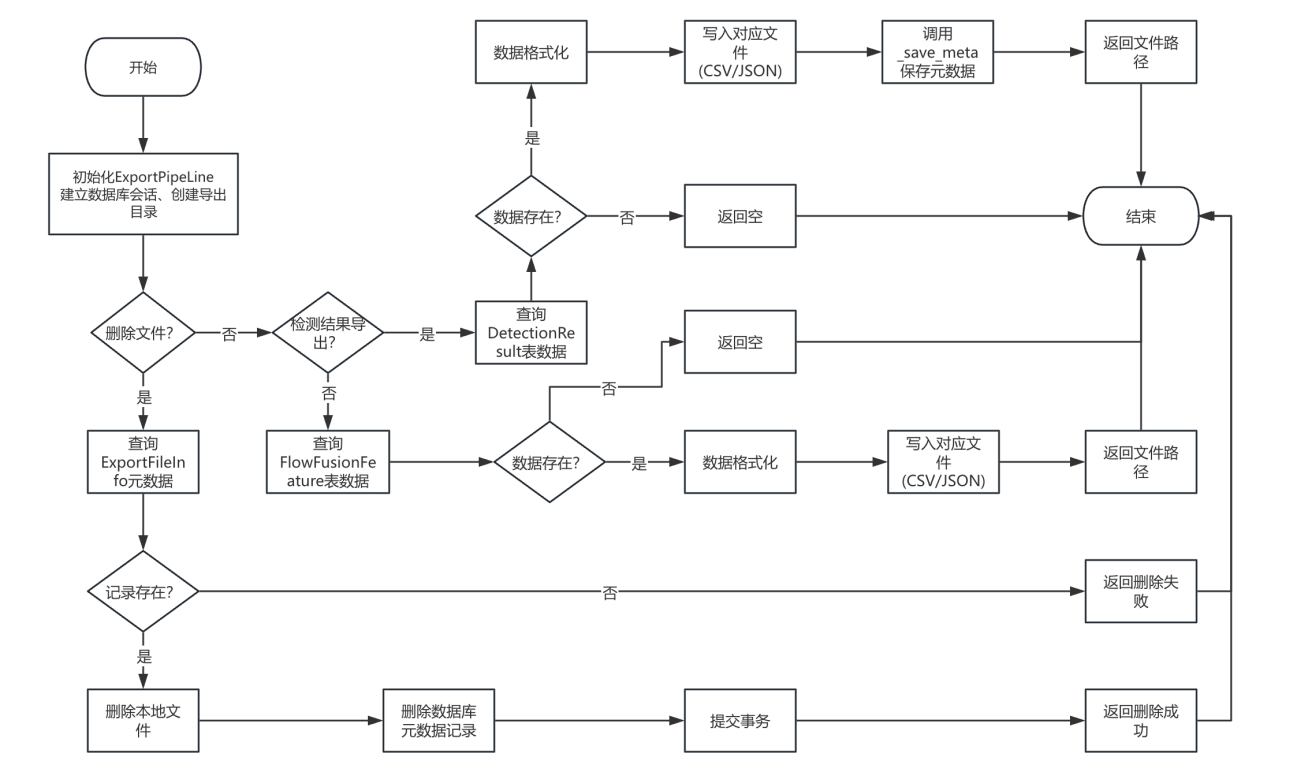 开始
初始化ExportPipeLine
建立数据库会话、创建导出
目录
删除文件?
否
检测结果导
出?
是
查询
DetectionRe
sult表数据
数据存在?
是
数据格式化
写入对应文
件
(CSV/JSON)
调用
_save_meta
保存元数据
返回文件路
径
否
返回空
结束
否
查询
FlowFusionFe
ature表数据
数据存在?
否
返回空
是
数据格式化
写入对应文
件
(CSV/JSON)
返回文件路
径
是
查询
ExportFileIn
fo元数据
记录存在?
否
返回删除失
败
是
删除本地文
件
删除数据库
元数据记录
提交事务
返回删除成
功